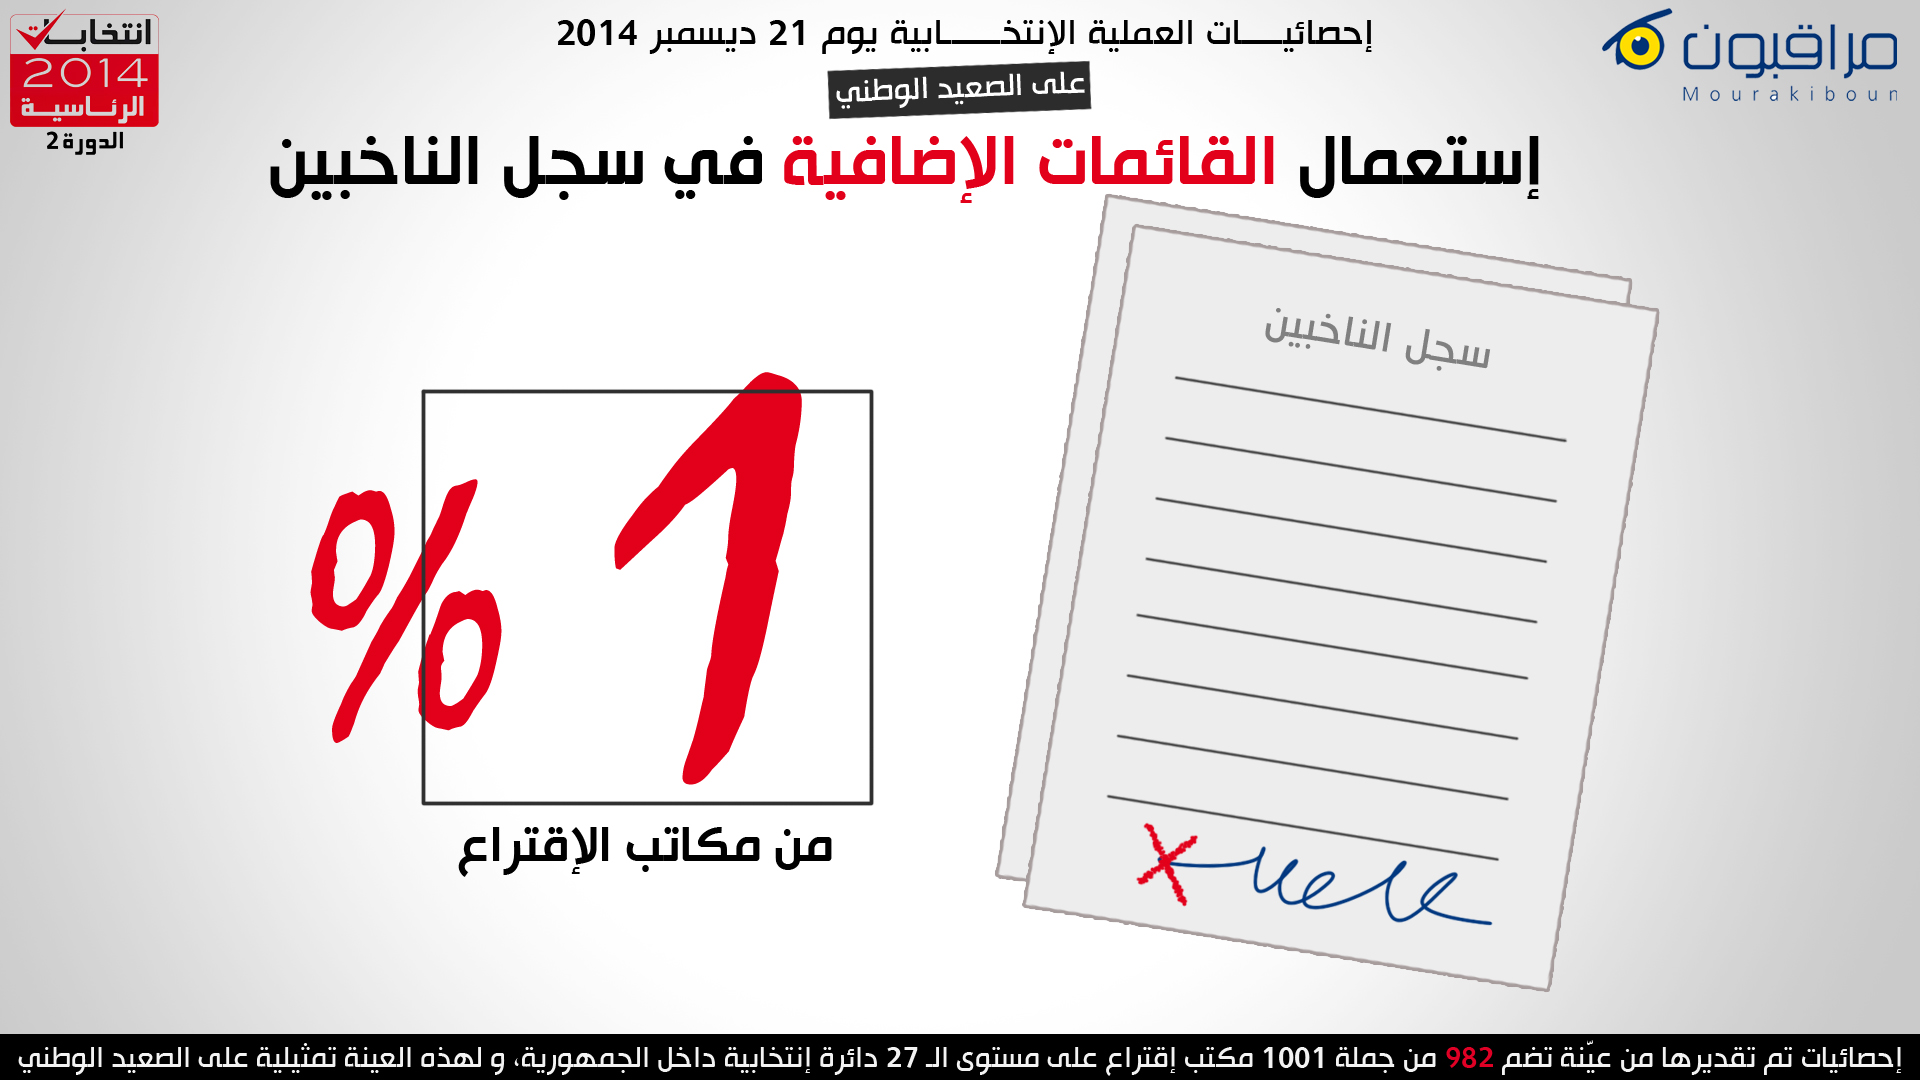 انتخابات
2014
الرئاسية
الدورة 2
إحصائيات العملية الإنتخابية يوم 21 ديسمبر 2014
على الصعيد الوطني
مراقبون
Mourakiboun
إستعمال القائمات الإضافية في سجل الناخبين
سجل الناخبين
% 1
من مكاتب الإقتراع
إحصائيات تم تقديرها من عيّنة تضم 982 من جملة 1001 مكتب إقتراع على مستوى الـ 27 دائرة إنتخابية داخل الجمهورية، و لهذه العينة تمثيلية على الصعيد الوطني